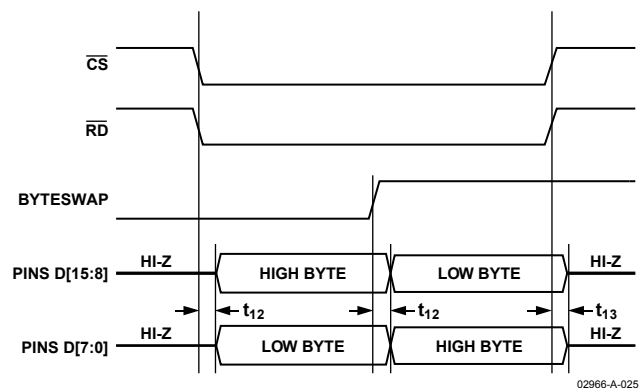 CS
RD
BYTESWAP
PINS D[15:8] HI-Z HIGH BYTE LOW BYTE HI-Z
t12 t12 t13
PINS D[7:0] HI-Z LOW BYTE HIGH BYTE HI-Z
02966-A-025